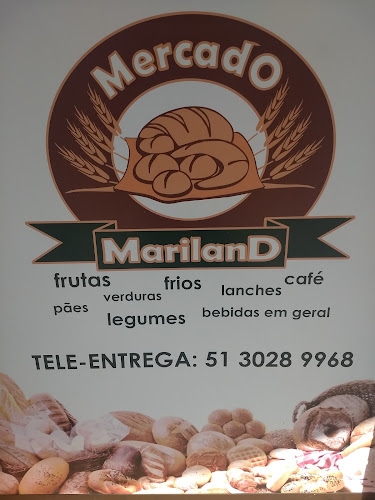 MercadO
MarilanD
frutas frios café
pães verduras lanches
legumes bebidas em geral
TELE-ENTREGA: 51 3028 9968